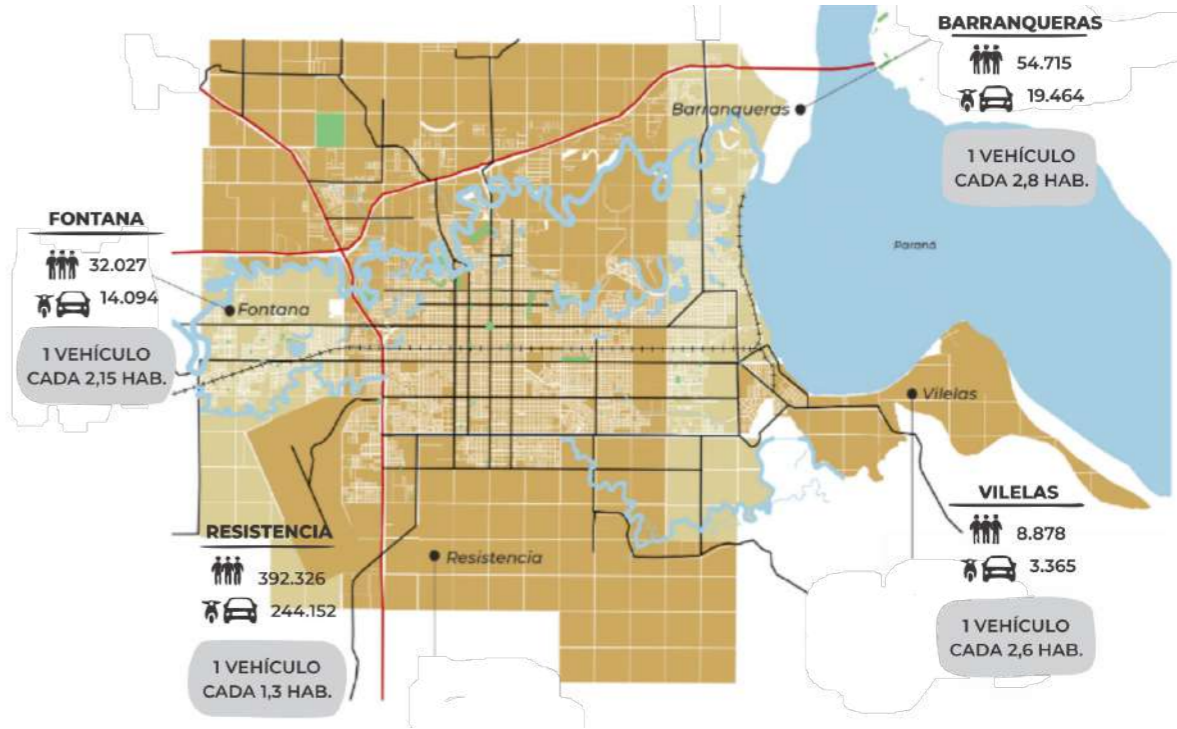 BARRANQUERAS
54.715
19.464
1 VEHÍCULO
CADA 2,8 HAB.
Barranqueras
FONTANA
32.027
14.094
1 VEHÍCULO
CADA 2,15 HAB.
Fontana
Paraná
Vilelas
VILELAS
8.878
3.365
1 VEHÍCULO
CADA 2,6 HAB.
RESISTENCIA
392.326
244.152
1 VEHÍCULO
CADA 1,3 HAB.
Resistencia